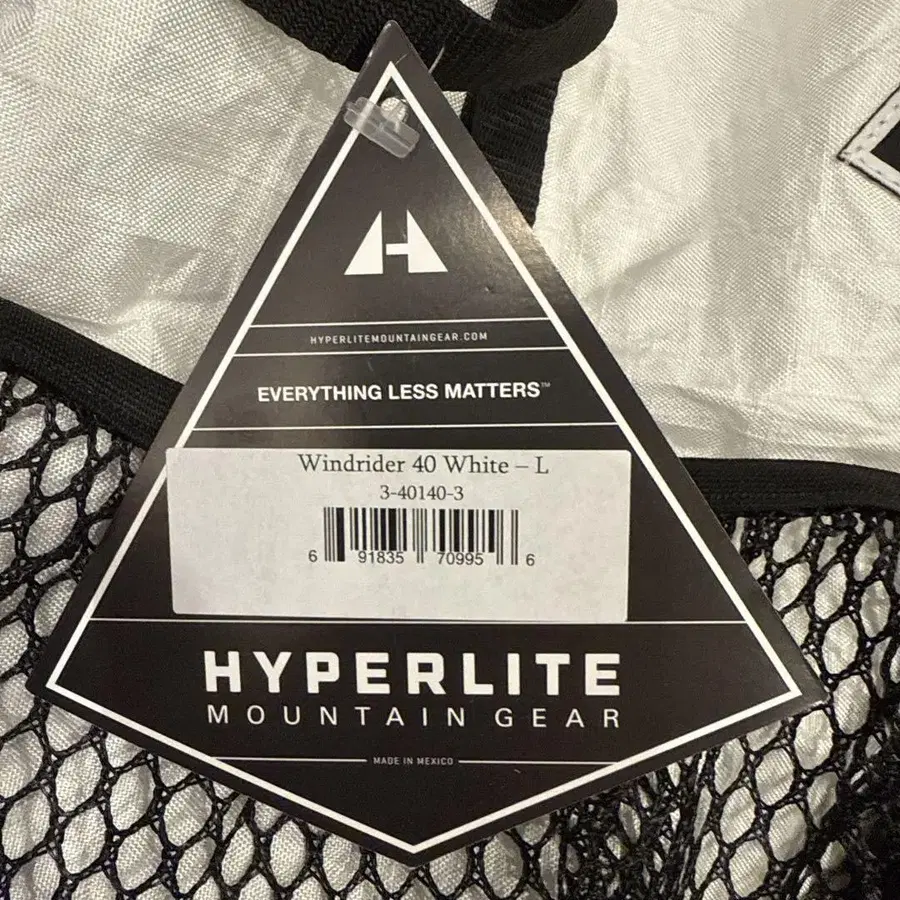 H
HYPERLITEMOUNTAINGEAR.COM
EVERYTHING LESS MATTERS™
Windrider 40 White – L
3-40140-3
6 91835 70995 6
HYPERLITE
MOUNTAIN GEAR
MADE IN MEXICO